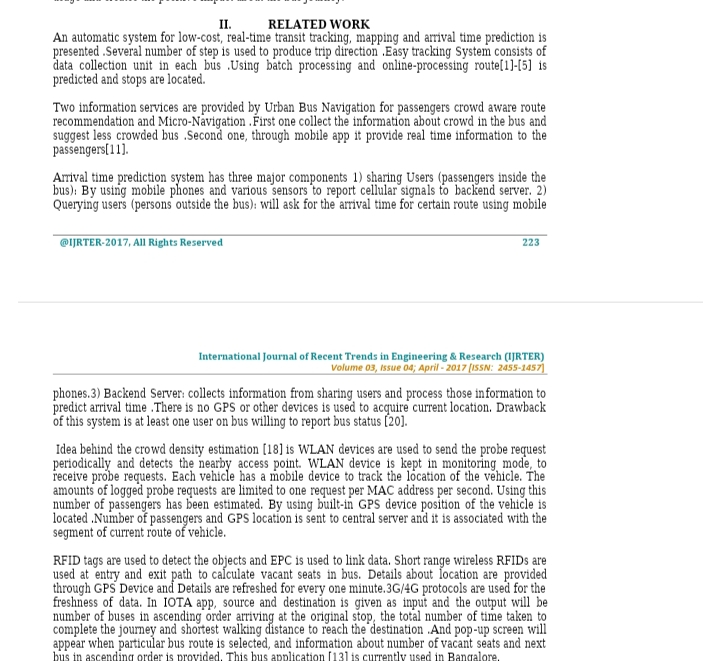 II. RELATED WORK
An automatic system for low-cost, real-time transit tracking, mapping and arrival time prediction is
presented .Several number of step is used to produce trip direction .Easy tracking System consists of
data collection unit in each bus .Using batch processing and online-processing route[1]-[5] is
predicted and stops are located.
Two information services are provided by Urban Bus Navigation for passengers crowd aware route
recommendation and Micro-Navigation .First one collect the information about crowd in the bus and
suggest less crowded bus .Second one, through mobile app it provide real time information to the
passengers[11].
Arrival time prediction system has three major components 1) sharing Users (passengers inside the
bus): By using mobile phones and various sensors to report cellular signals to backend server. 2)
Querying users (persons outside the bus): will ask for the arrival time for certain route using mobile
@IJRTER-2017, All Rights Reserved 223
International Journal of Recent Trends in Engineering & Research (IJRTER)
Volume 03, Issue 04; April - 2017 [ISSN: 2455-1457]
phones.3) Backend Server: collects information from sharing users and process those information to
predict arrival time .There is no GPS or other devices is used to acquire current location. Drawback
of this system is at least one user on bus willing to report bus status [20].
Idea behind the crowd density estimation [18] is WLAN devices are used to send the probe request
periodically and detects the nearby access point. WLAN device is kept in monitoring mode, to
receive probe requests. Each vehicle has a mobile device to track the location of the vehicle. The
amounts of logged probe requests are limited to one request per MAC address per second. Using this
number of passengers has been estimated. By using built-in GPS device position of the vehicle is
located .Number of passengers and GPS location is sent to central server and it is associated with the
segment of current route of vehicle.
RFID tags are used to detect the objects and EPC is used to link data. Short range wireless RFIDs are
used at entry and exit path to calculate vacant seats in bus. Details about location are provided
through GPS Device and Details are refreshed for every one minute.3G/4G protocols are used for the
freshness of data. In IOTA app, source and destination is given as input and the output will be
number of buses in ascending order arriving at the original stop, the total number of time taken to
complete the journey and shortest walking distance to reach the destination .And pop-up screen will
appear when particular bus route is selected, and information about number of vacant seats and next
bus in ascending order is provided. This bus application [13] is currently used in Bangalore.